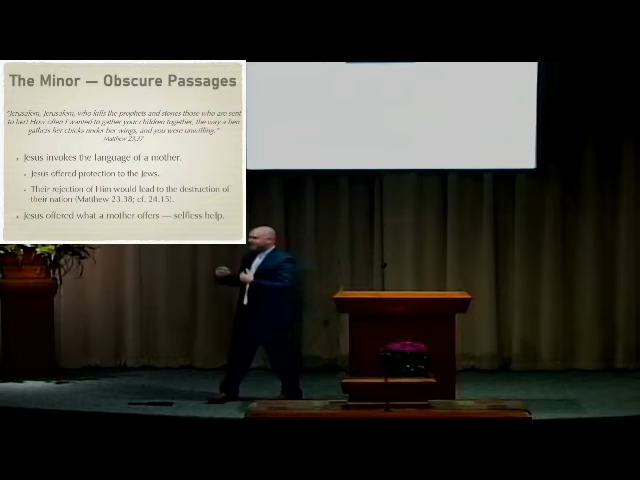 The Minor — Obscure Passages
"Jerusalem, Jerusalem, who kills the prophets and stones those who are sent
to her! How often I wanted to gather your children together, the way a hen
gathers her chicks under her wings, and you were unwilling."
Matthew 23.37
• Jesus invokes the language of a mother.
• Jesus offered protection to the Jews.
• Their rejection of Him would lead to the destruction of
their nation (Matthew 23.38; cf. 24.15).
• Jesus offered what a mother offers — selfless help.